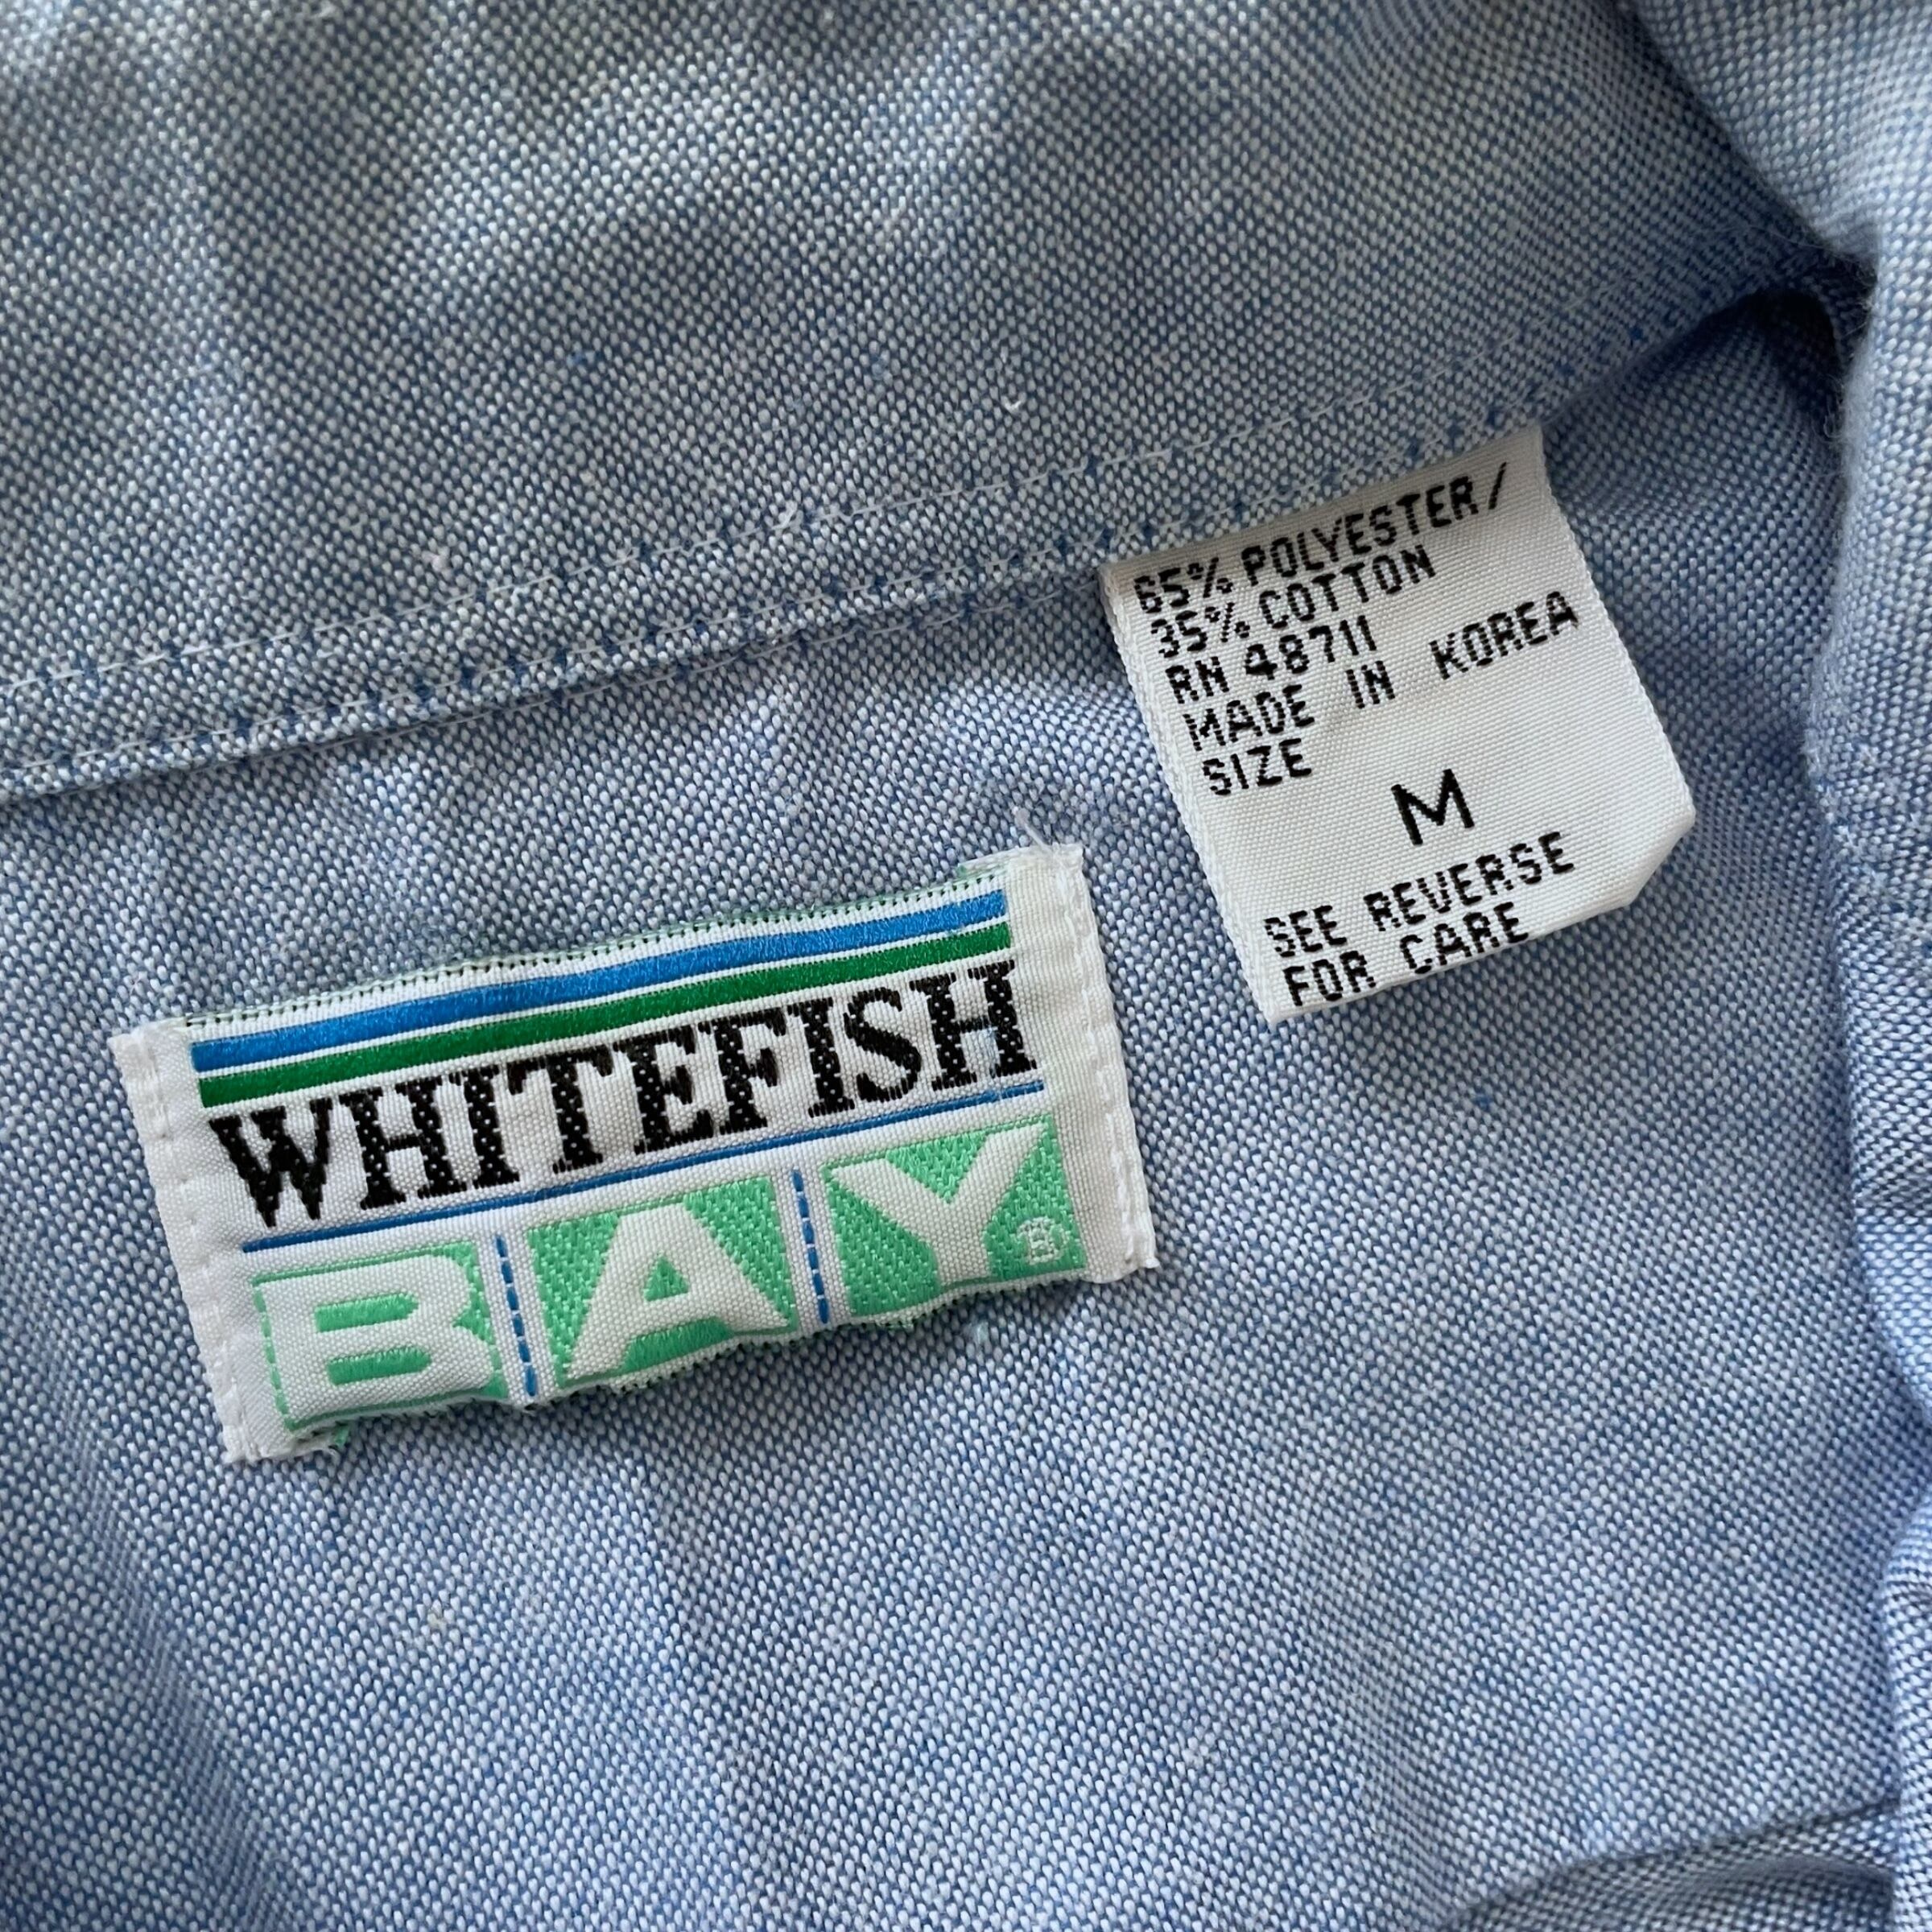 65% POLYESTER/
35% COTTON
RN 48711
MADE IN KOREA
SIZE
M
SEE REVERSE
FOR CARE
WHITEFISH
BAY®